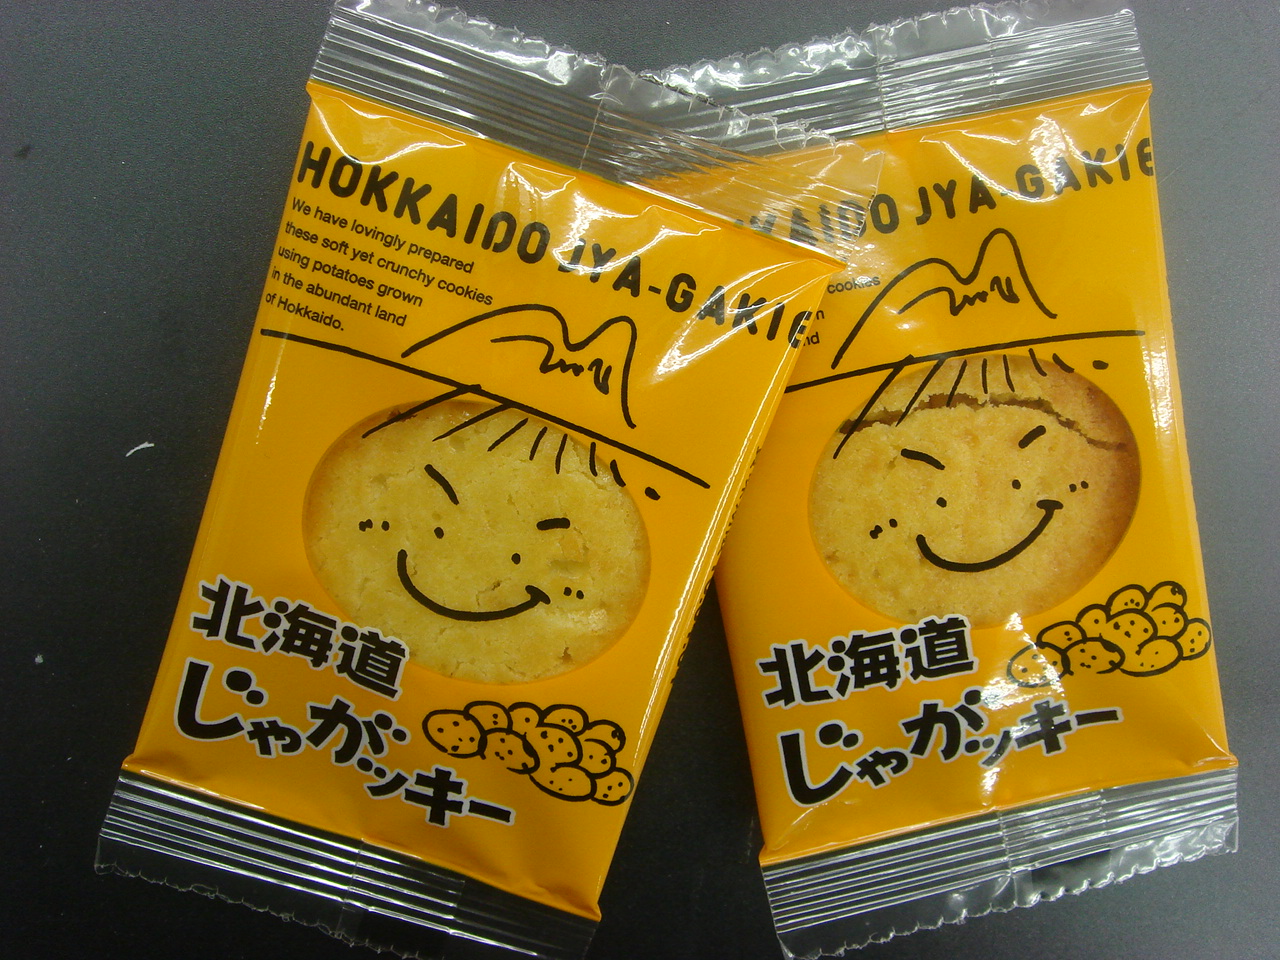 HOKKAIDO JYA-GAKIE
We have lovingly prepared
these soft yet crunchy cookies
using potatoes grown
in the abundant land
of Hokkaido.
北海道
じゃがッキー
KAIDO JYA-GAKIE
cookies
北海道
じゃがッキー